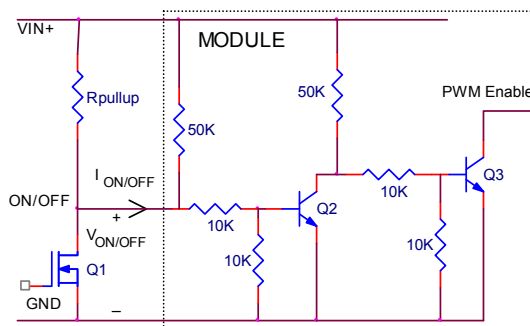 VIN+
MODULE
PWM Enable
Rpullup
50K
50K
Q3
I ON/OFF
Q2
10K
ON/OFF
+
10K
V ON/OFF
10K
10K
Q1
GND
–